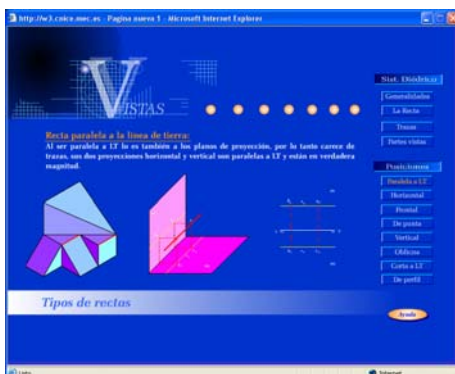 http://w3.cnice.mec.es - Pagina nueva 1 - Microsoft Internet Explorer
VISTAS
Sist. Diédrico
Generalidades
La Recta
Trazas
Partes vistas
Recta paralela a la línea de tierra:
Al ser paralela a LT lo es también a los planos de proyección, por lo tanto carece de
trazas, sus dos proyecciones horizontal y vertical son paralelas a LT y están en verdadera
magnitud.
Posiciones
Paralela a LT
Horizontal
Frontal
De punta
Vertical
Oblicua
Corta a LT
De perfil
Tipos de rectas
Ayuda
Listo
Internet